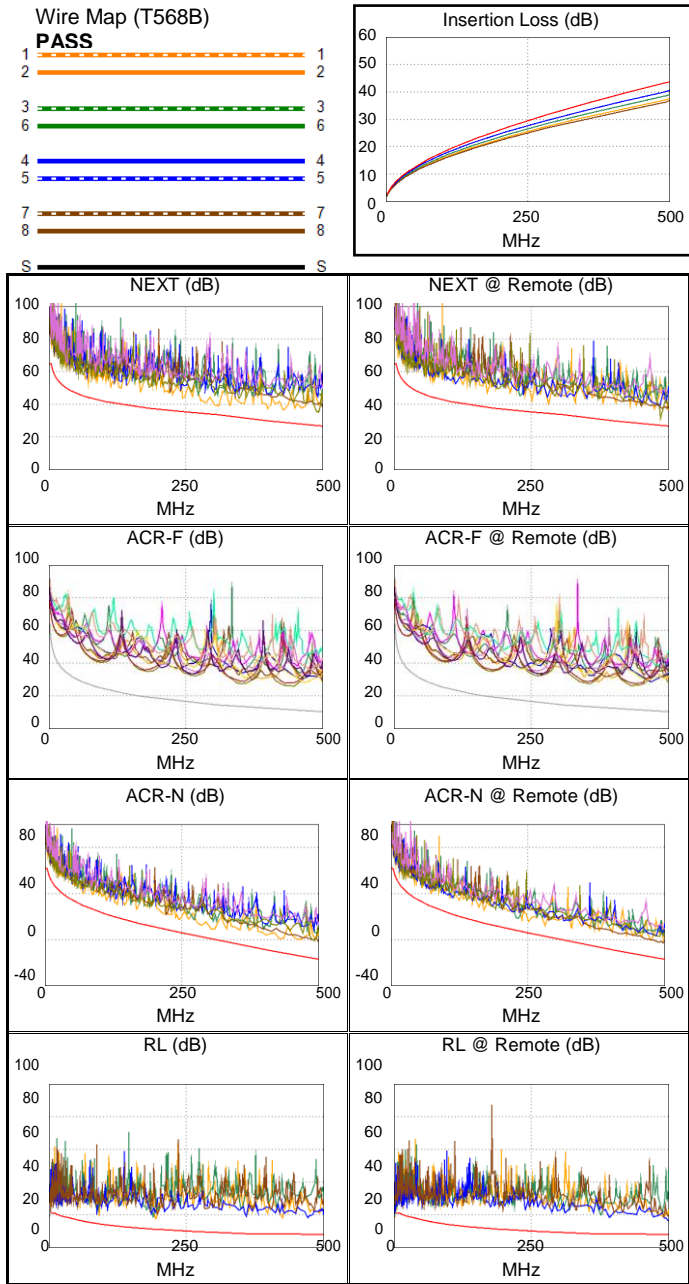 Wire Map (T568B)
PASS
1 1
2 2
3 3
6 6
4 4
5 5
7 7
8 8
S S
Insertion Loss (dB)
60
50
40
30
20
10
0
0 250 500
MHz
NEXT (dB)
100
80
60
40
20
0
0 250 500
MHz
NEXT @ Remote (dB)
100
80
60
40
20
0
0 250 500
MHz
ACR-F (dB)
100
80
60
40
20
0
0 250 500
MHz
ACR-F @ Remote (dB)
100
80
60
40
20
0
0 250 500
MHz
ACR-N (dB)
80
40
0
-40
0 250 500
MHz
ACR-N @ Remote (dB)
80
40
0
-40
0 250 500
MHz
RL (dB)
100
80
60
40
20
0
0 250 500
MHz
RL @ Remote (dB)
100
80
60
40
20
0
0 250 500
MHz